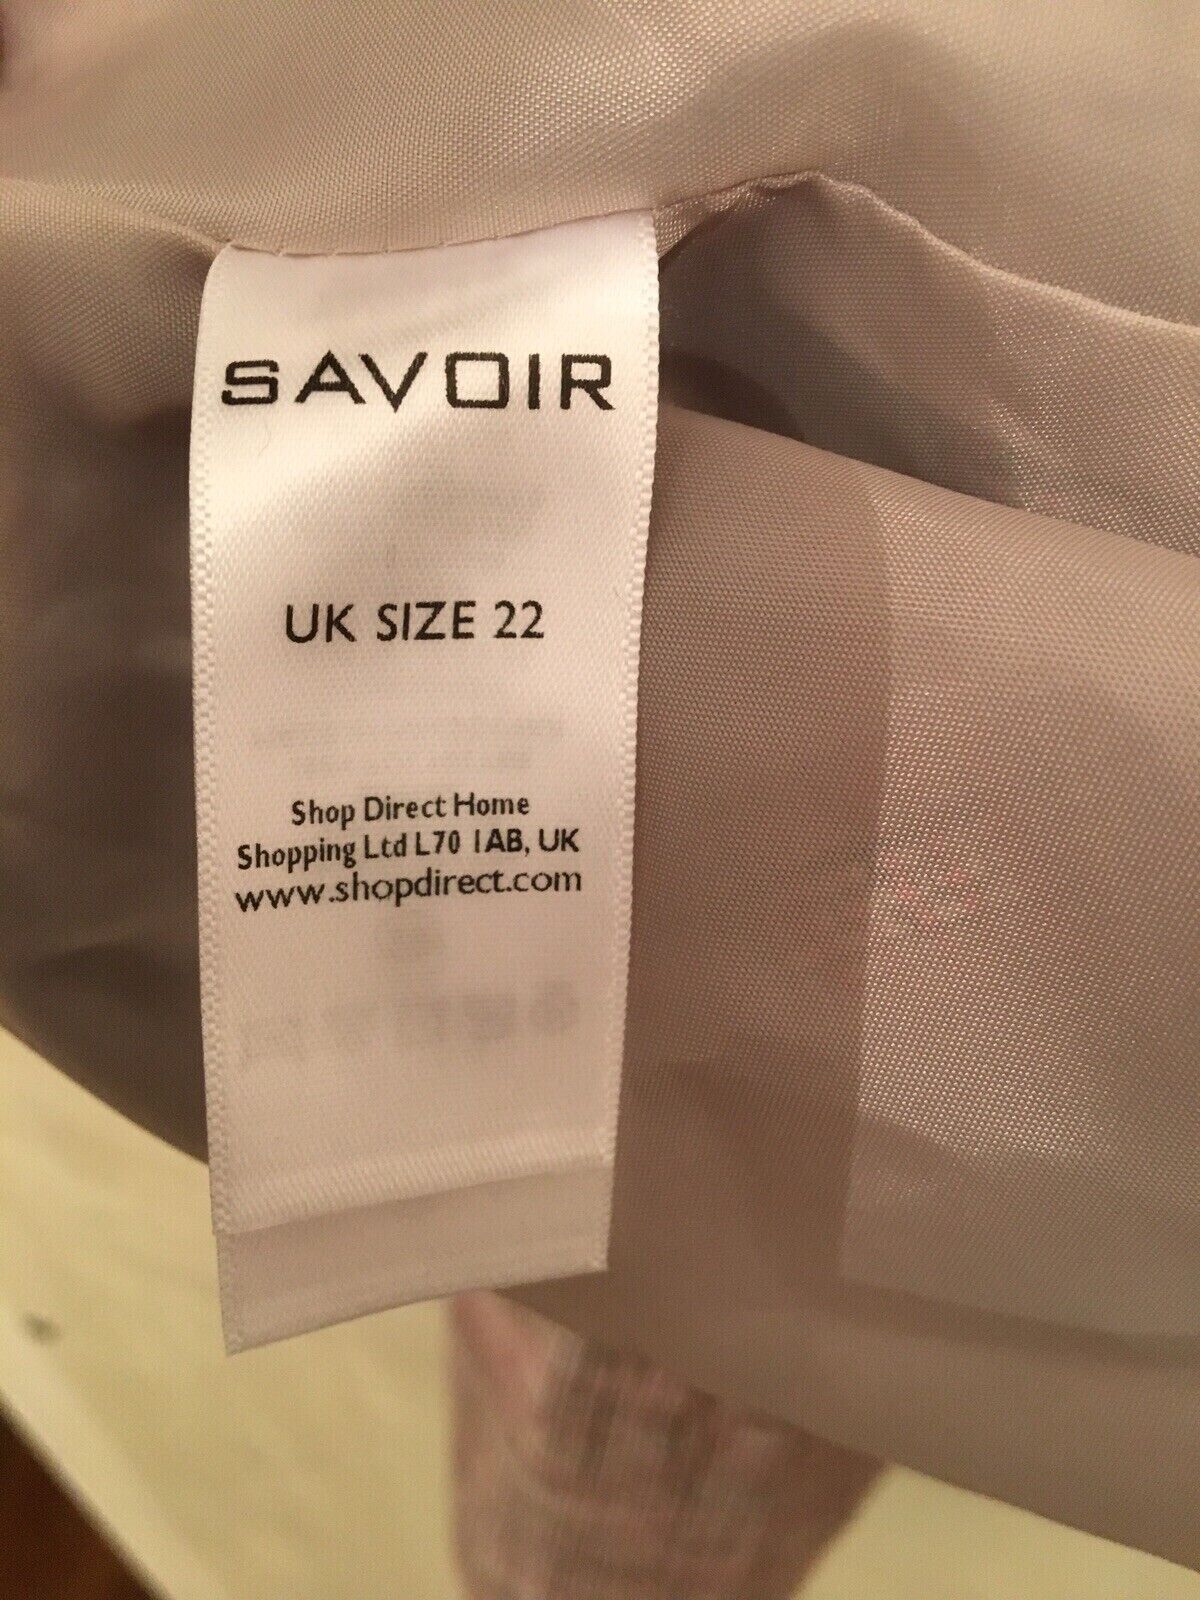 SAVOIR
UK SIZE 22
Shop Direct Home
Shopping Ltd L70 1AB, UK
www.shopdirect.com